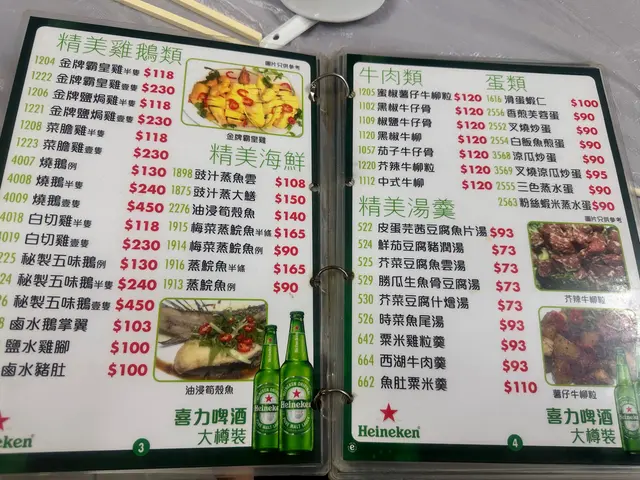 精美雞鵝類
1204 金牌霸皇雞半隻 $118
1222 金牌霸皇雞壹隻 $230
1206 金牌鹽焗雞半隻 $118
1221 金牌鹽焗雞壹隻 $230
1208 菜膽雞半隻 $118
1223 菜膽雞壹隻 $230
4007 燒鵝例 $130
4008 燒鵝半隻 $240
4009 燒鵝壹隻 $450
4018 白切雞半隻 $118
4019 白切雞壹隻 $230
秘製五味鵝例 $130
秘製五味鵝半隻 $240
秘製五味鵝壹隻 $450
鹵水鵝掌翼 $103
鹽水雞腳 $100
鹵水豬肚 $100
圖片只供參考
金牌霸皇雞
精美海鮮
1898 豉汁蒸魚雲 $108
1875 豉汁蒸大鱔 $150
2276 油浸筍殼魚 $140
1915 梅菜蒸鯇魚半條 $165
1914 梅菜蒸鯇魚例 $90
1916 蒸鯇魚半條 $165
1913 蒸鯇魚例 $90
油浸筍殼魚
Heineken
喜力啤酒
大樽裝
3
牛肉類
1205 蜜椒薯仔牛柳粒 $120
1102 黑椒牛仔骨 $120
1109 椒鹽牛仔骨 $120
1120 黑椒牛柳 $120
1057 茄子牛仔骨 $120
1220 芥辣牛柳粒 $120
1112 中式牛柳 $120
蛋類
1616 滑蛋蝦仁 $100
2556 香煎芙蓉蛋 $90
2552 叉燒炒蛋 $90
2554 白飯魚煎蛋 $90
3568 涼瓜炒蛋 $90
3569 叉燒涼瓜炒蛋 $95
2555 三色蒸水蛋 $90
2563 粉絲蝦米蒸水蛋 $90
精美湯羹
522 皮蛋芫茜豆腐魚片湯 $93
524 鮮茄豆腐豬潤湯 $73
525 芥菜豆腐魚雲湯 $73
529 勝瓜生魚骨豆腐湯 $73
530 芥菜豆腐什燴湯 $73
526 時菜魚尾湯 $93
642 粟米雞粒羹 $93
664 西湖牛肉羹 $93
662 魚肚粟米羹 $110
圖片只供參考
芥辣牛柳粒
薯仔牛柳粒
Heineken
喜力啤酒
大樽裝
4